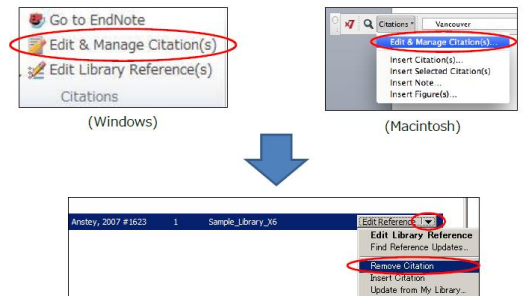 Go to EndNote
Edit & Manage Citation(s)
Edit Library Reference(s)
Citations
(Windows)
Citations
Vancouver
Edit & Manage Citation(s)...
Insert Citation(s)...
Insert Selected Citation(s)
Insert Note...
Insert Figure(s)...
(Macintosh)
Anstey, 2007 #1623 1 Sample_Library_X6 Edit Reference
Edit Library Reference
Find Reference Updates...
Remove Citation
Insert Citation
Update from My Library...